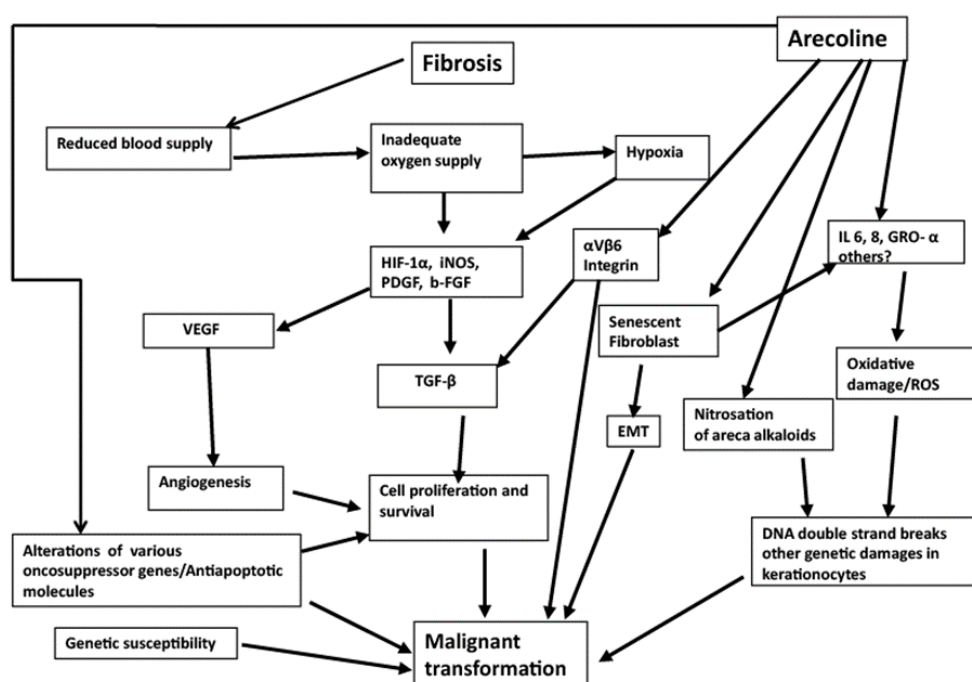 Arecoline
Fibrosis
Reduced blood supply
Inadequate
oxygen supply
Hypoxia
αVβ6
Integrin
IL 6, 8, GRO- α
others?
HIF-1α, iNOS,
PDGF, b-FGF
VEGF
Senescent
Fibroblast
TGF-β
Oxidative
damage/ROS
EMT
Nitrosation
of areca alkaloids
Angiogenesis
Cell proliferation and
survival
Alterations of various
oncosuppressor genes/Antiapoptotic
molecules
DNA double strand breaks
other genetic damages in
kerationocytes
Genetic susceptibility
Malignant
transformation